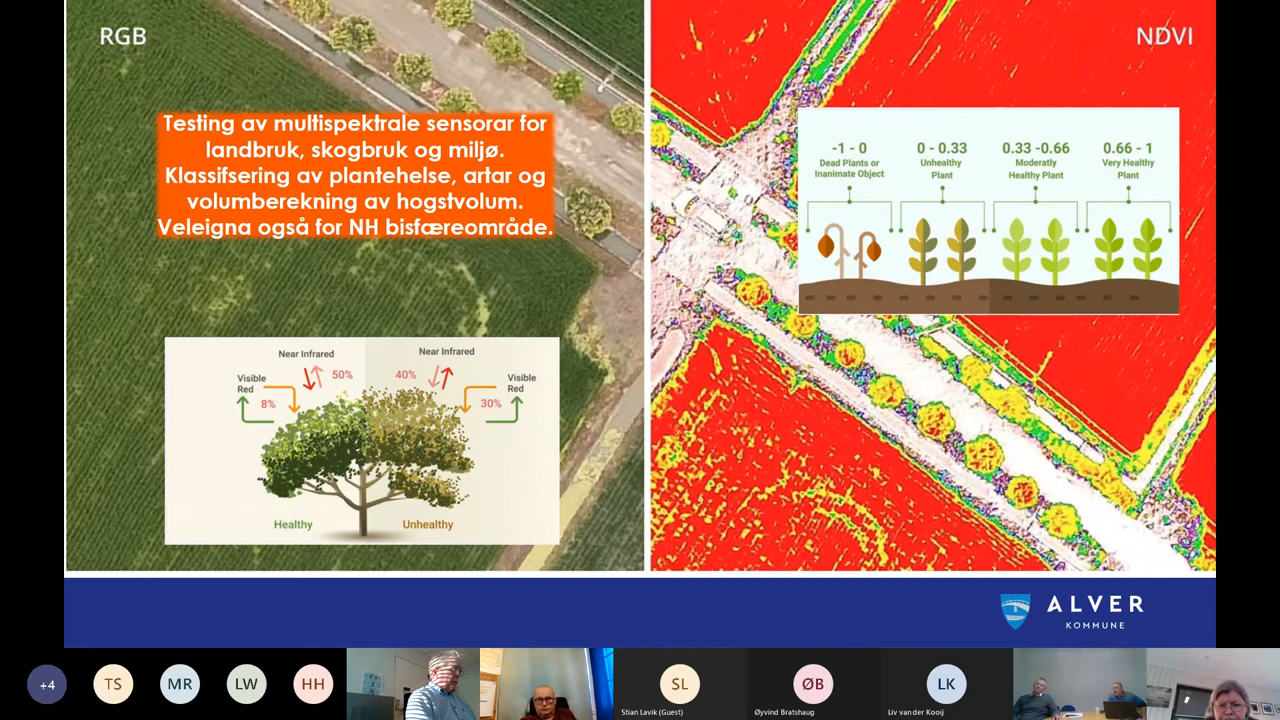 RGB
NDVI
Testing av multispektrale sensorar for
landbruk, skogbruk og miljø.
Klassifsering av plantehelse, artar og
volumberekning av hogstvolum.
Veleigna også for NH bisfæreområde.
-1 - 0
Dead Plants or
Inanimate Object
0 - 0.33
Unhealthy
Plant
0.33 -0.66
Moderatly
Healthy Plant
0.66 - 1
Very Healthy
Plant
Near Infrared
50%
Visible
Red
8%
Near Infrared
40%
Visible
Red
30%
Healthy
Unhealthy
ALVER
KOMMUNE
+4
TS
MR
LW
HH
SL
Stian Lavik (Guest)
ØB
Øyvind Bratshaug
LK
Liv van der Kooij